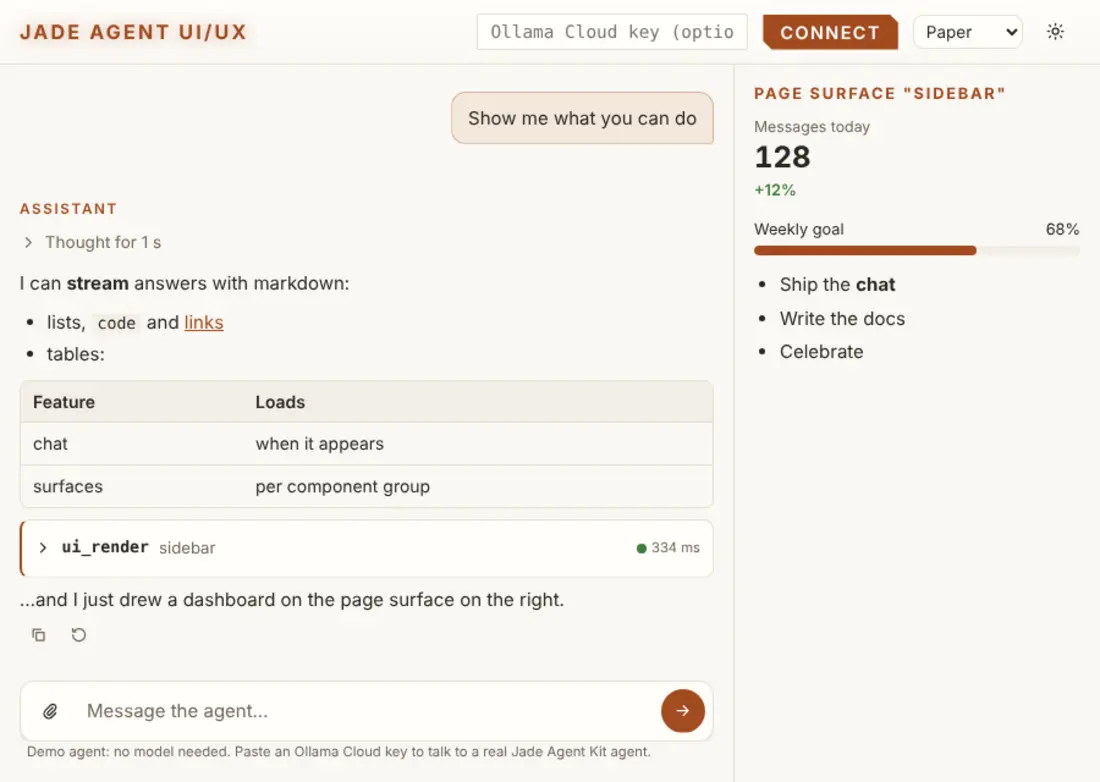 JADE AGENT UI/UX
Ollama Cloud key (optio
CONNECT
Paper
Show me what you can do
ASSISTANT
Thought for 1 s
I can stream answers with markdown:
lists, code and links
tables:
Feature Loads
chat when it appears
surfaces per component group
ui_render sidebar 334 ms
...and I just drew a dashboard on the page surface on the right.
Message the agent...
Demo agent: no model needed. Paste an Ollama Cloud key to talk to a real Jade Agent Kit agent.
PAGE SURFACE "SIDEBAR"
Messages today
128
+12%
Weekly goal 68%
Ship the chat
Write the docs
Celebrate